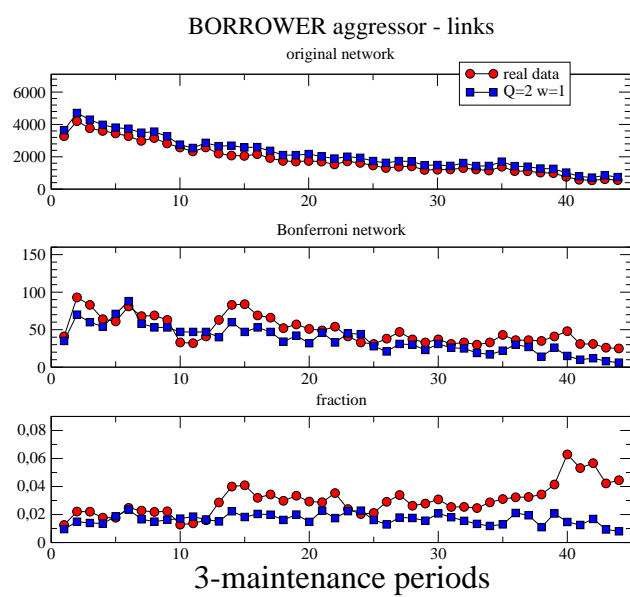 BORROWER aggressor - links
original network
real data
Q=2 w=1
6000
4000
2000
0
0 10 20 30 40
Bonferroni network
150
100
50
0
0 10 20 30 40
fraction
0,08
0,06
0,04
0,02
0
0 10 20 30 40
3-maintenance periods